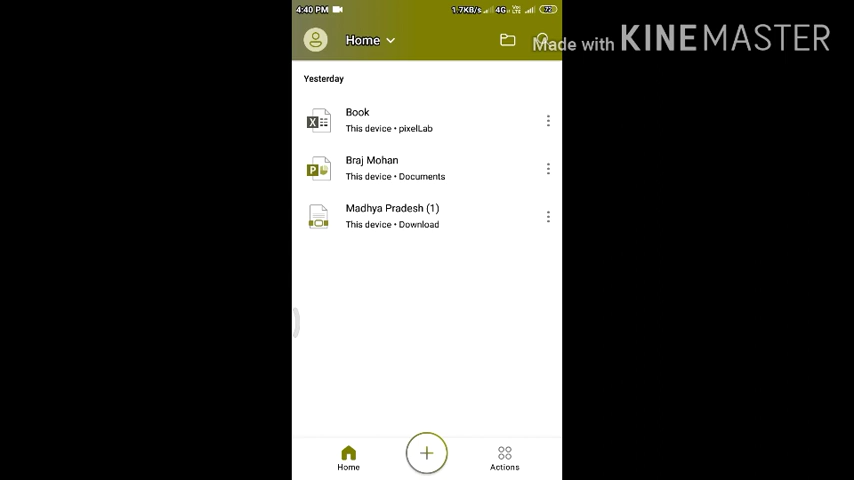 4:40 PM 1.7KB/s 4G 72
Home
Made with KINEMASTER
Yesterday
Book
This device • pixelLab
Braj Mohan
This device • Documents
Madhya Pradesh (1)
This device • Download
Home
Actions